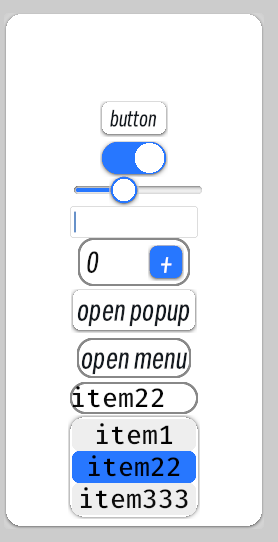 button
0 +
open popup
open menu
item22
item1
item22
item333